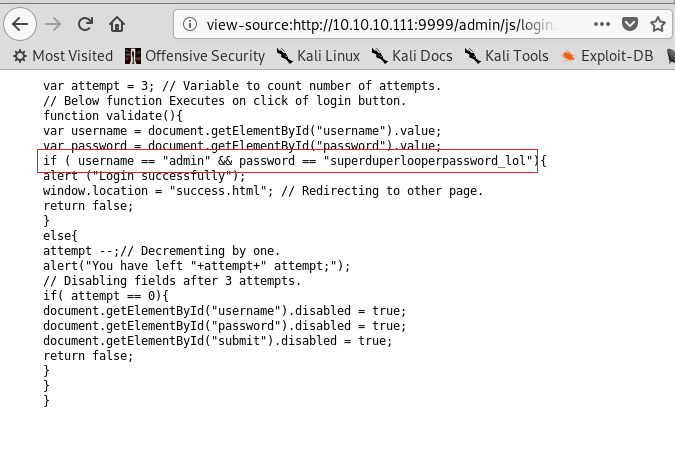 view-source:http://10.10.10.111:9999/admin/js/login.
Most Visited Offensive Security Kali Linux Kali Docs Kali Tools Exploit-DB
var attempt = 3; // Variable to count number of attempts.
// Below function Executes on click of login button.
function validate(){
var username = document.getElementById("username").value;
var password = document.getElementById("password").value;
if ( username == "admin" && password == "superduperlooperpassword_lol"){
alert ("Login successfully");
window.location = "success.html"; // Redirecting to other page.
return false;
}
else{
attempt --;// Decrementing by one.
alert("You have left "+attempt+" attempt;");
// Disabling fields after 3 attempts.
if( attempt == 0){
document.getElementById("username").disabled = true;
document.getElementById("password").disabled = true;
document.getElementById("submit").disabled = true;
return false;
}
}
}